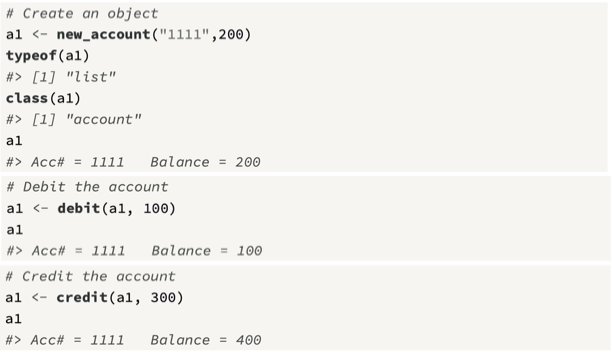 # Create an object
a1 <- new_account("1111",200)
typeof(a1)
#> [1] "list"
class(a1)
#> [1] "account"
a1
#> Acc# = 1111   Balance = 200
# Debit the account
a1 <- debit(a1, 100)
a1
#> Acc# = 1111   Balance = 100
# Credit the account
a1 <- credit(a1, 300)
a1
#> Acc# = 1111   Balance = 400